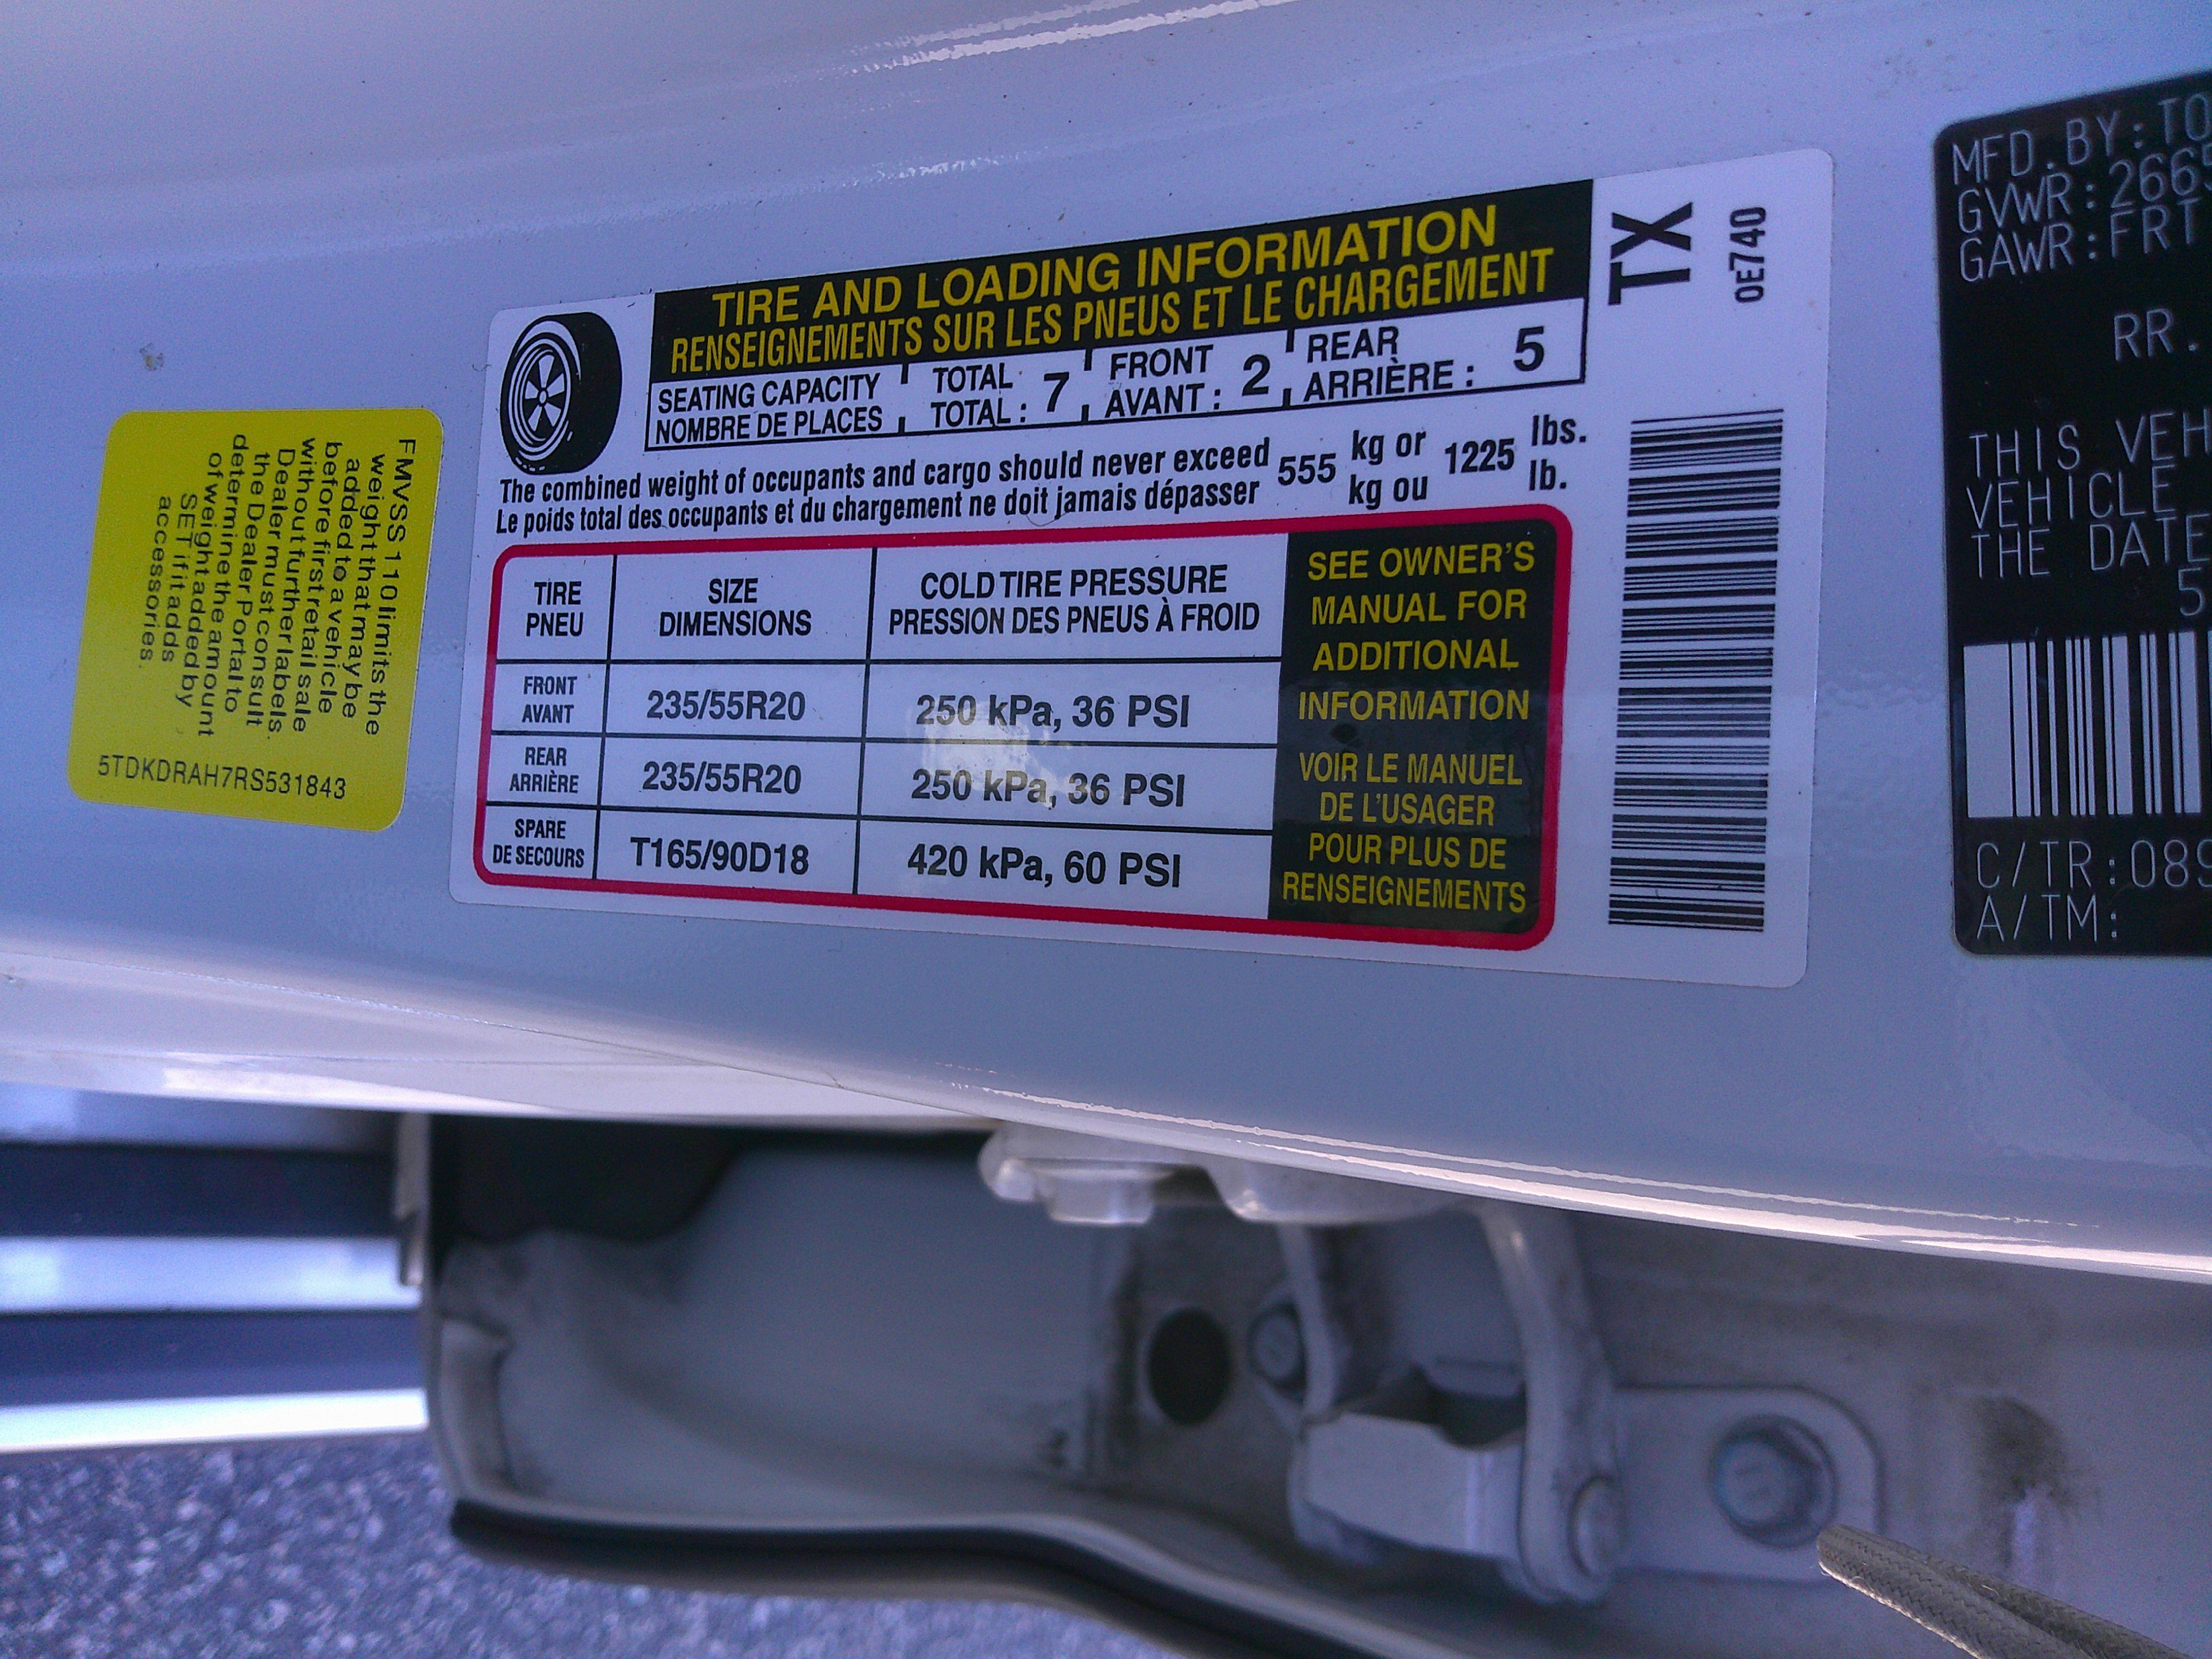 FMVSS 110 limits the
weight that may be
added to a vehicle
before first retail sale
without further labels.
Dealer must consult
the Dealer Portal to
determine the amount
of weight added by
SET if it adds
accessories.
5TDKDRAH7RS531843
TIRE AND LOADING INFORMATION
RENSEIGNEMENTS SUR LES PNEUS ET LE CHARGEMENT
SEATING CAPACITY TOTAL FRONT REAR
NOMBRE DE PLACES TOTAL : 7 AVANT : 2 ARRIÈRE : 5
The combined weight of occupants and cargo should never exceed 555 kg or 1225 lbs.
Le poids total des occupants et du chargement ne doit jamais dépasser kg ou lb.
TIRE SIZE COLD TIRE PRESSURE
PNEU DIMENSIONS PRESSION DES PNEUS À FROID
FRONT
AVANT 235/55R20 250 kPa, 36 PSI
REAR
ARRIÈRE 235/55R20 250 kPa, 36 PSI
SPARE
DE SECOURS T165/90D18 420 kPa, 60 PSI
SEE OWNER'S
MANUAL FOR
ADDITIONAL
INFORMATION
VOIR LE MANUEL
DE L'USAGER
POUR PLUS DE
RENSEIGNEMENTS
TX
0E740
MFD.BY:TO
GVWR:266
GAWR:FRT
RR.
THIS VEH
VEHICLE
THE DATE
5
C/TR:089
A/TM: